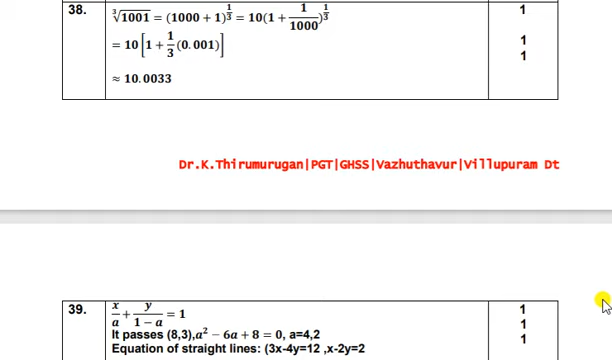 38. ∛1001 = (1000 + 1)^(1/3) = 10(1 + 1/1000)^(1/3) 1
= 10 [1 + 1/3 (0.001)] 1
1
≈ 10.0033
Dr.K.Thirumurugan|PGT|GHSS|Vazhuthavur|Villupuram Dt
39. x/a + y/(1 − a) = 1 1
1
It passes (8,3), a² − 6a + 8 = 0, a=4,2 1
Equation of straight lines: (3x-4y=12 ,x-2y=2